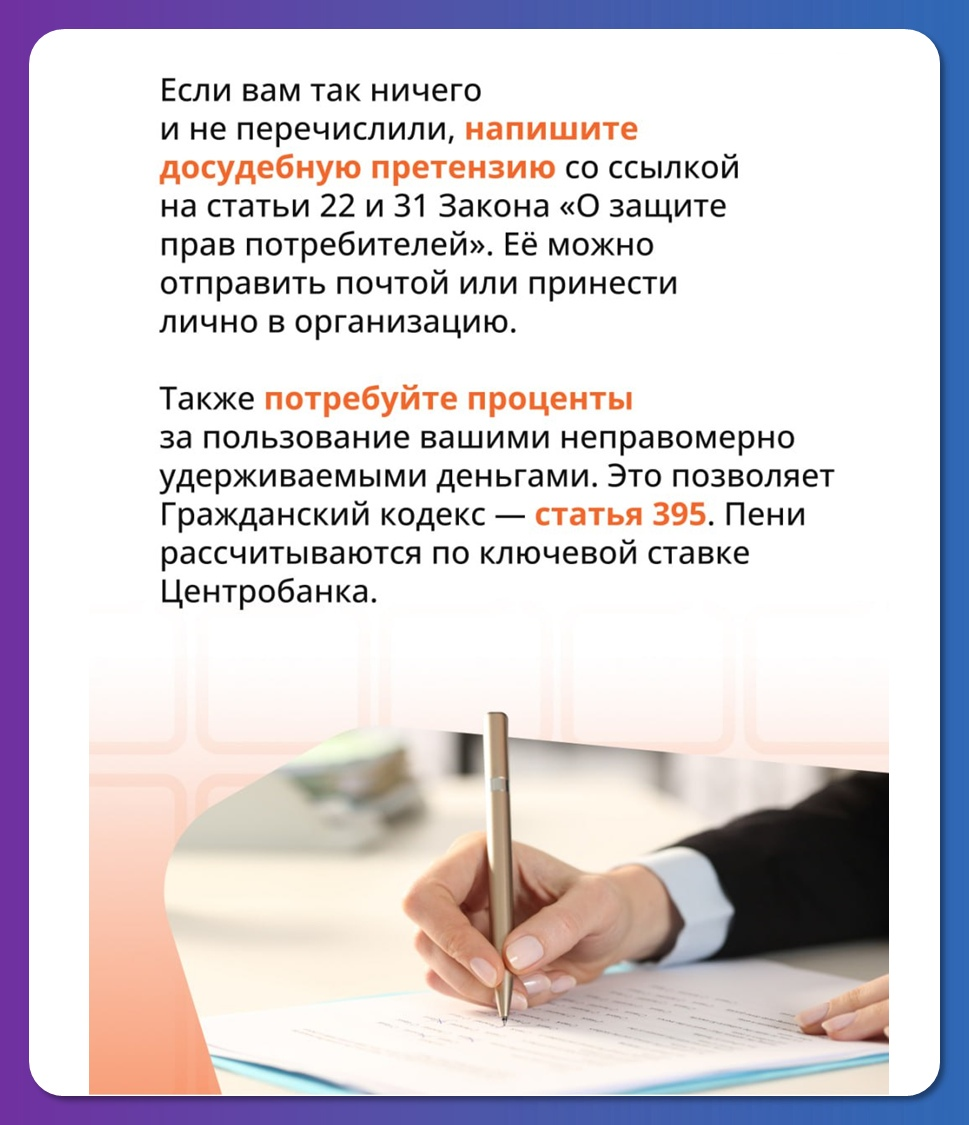 Если вам так ничего
и не перечислили, напишите
досудебную претензию со ссылкой
на статьи 22 и 31 Закона «О защите
прав потребителей». Её можно
отправить почтой или принести
лично в организацию.
Также потребуйте проценты
за пользование вашими неправомерно
удерживаемыми деньгами. Это позволяет
Гражданский кодекс — статья 395. Пени
рассчитываются по ключевой ставке
Центробанка.